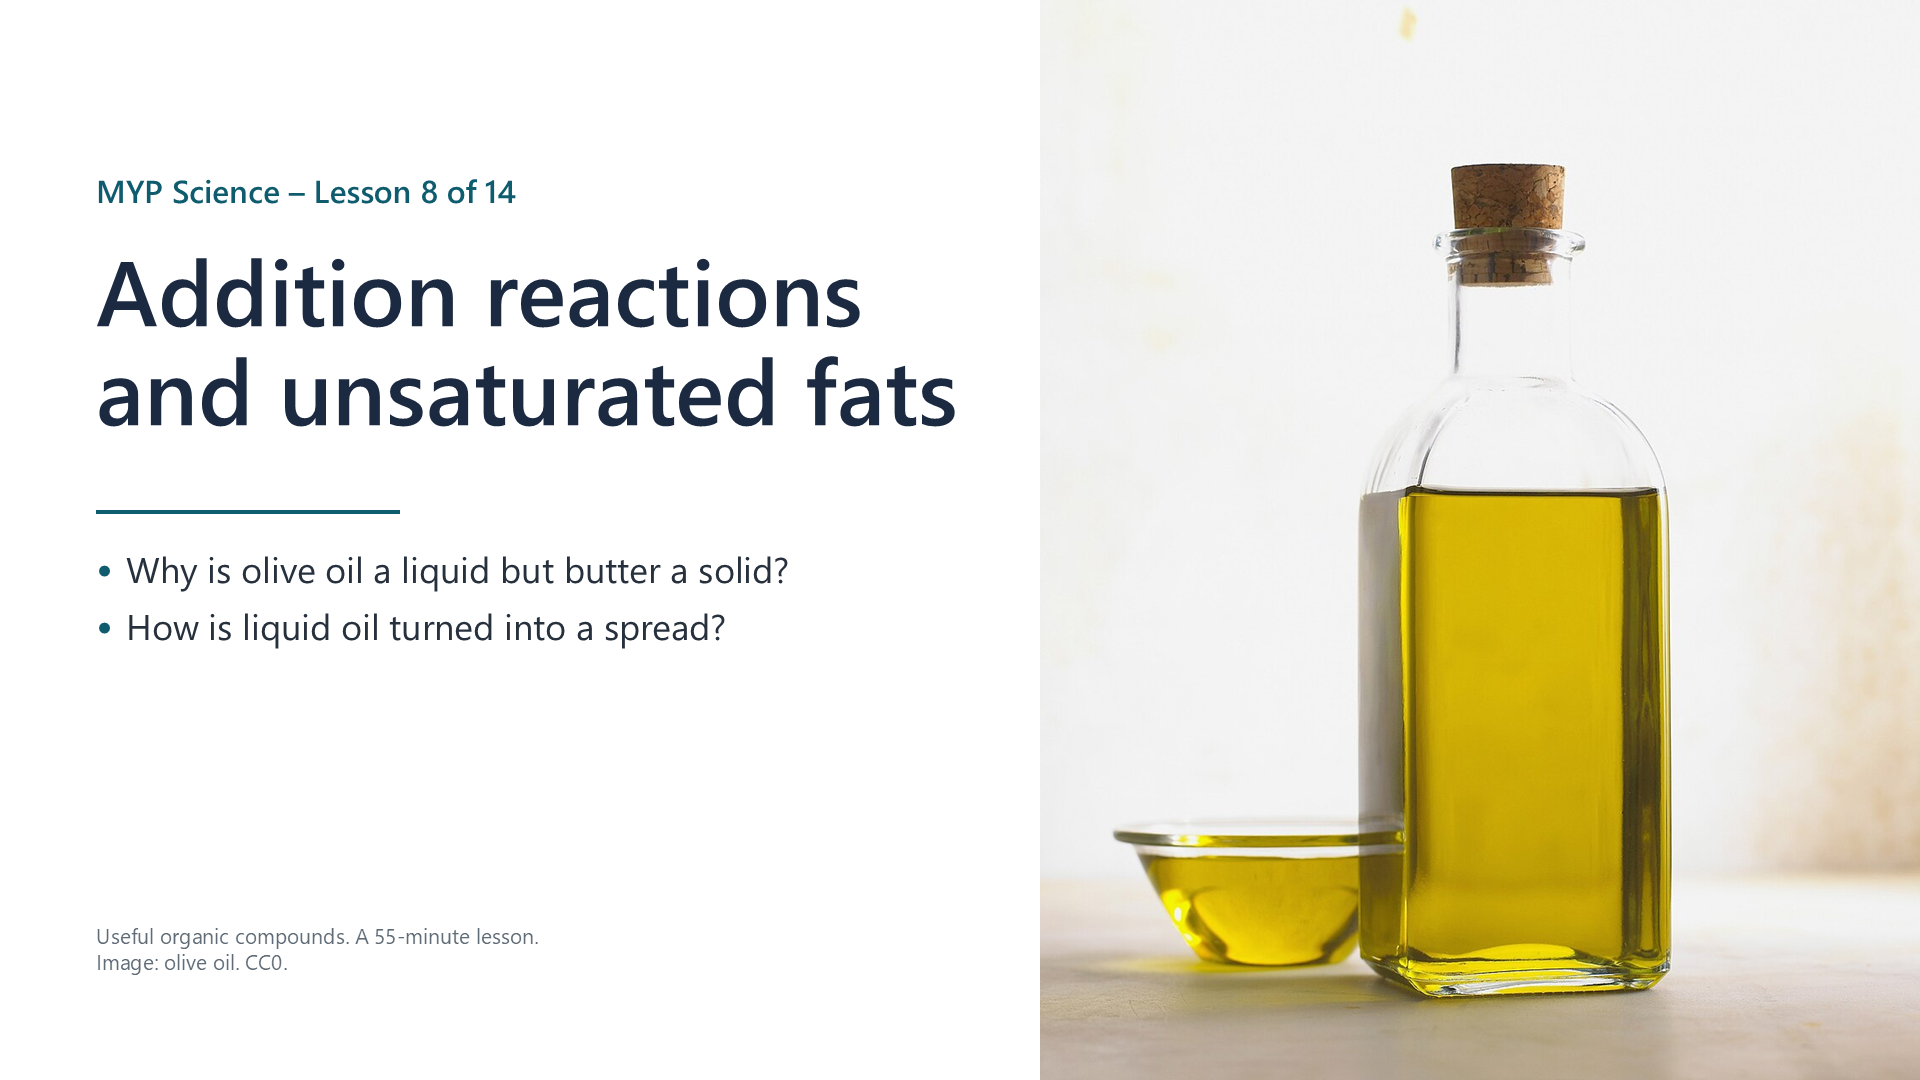 MYP Science – Lesson 8 of 14
Addition reactions
and unsaturated fats
• Why is olive oil a liquid but butter a solid?
• How is liquid oil turned into a spread?
Useful organic compounds. A 55-minute lesson.
Image: olive oil. CC0.